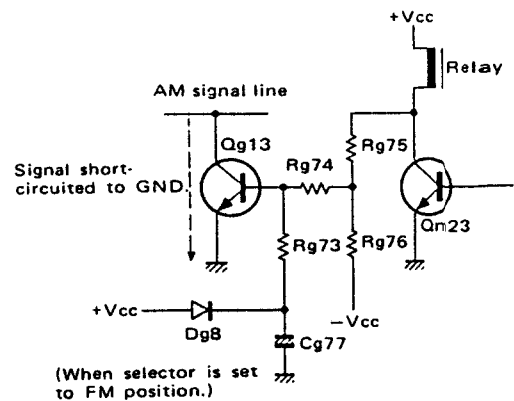 +Vcc
Relay
AM signal line
Qg13
Rg75
Rg74
Signal short-
circuited to GND.
Qm23
Rg73
Rg76
+Vcc
-Vcc
Dg8
Cg77
(When selector is set
to FM position.)